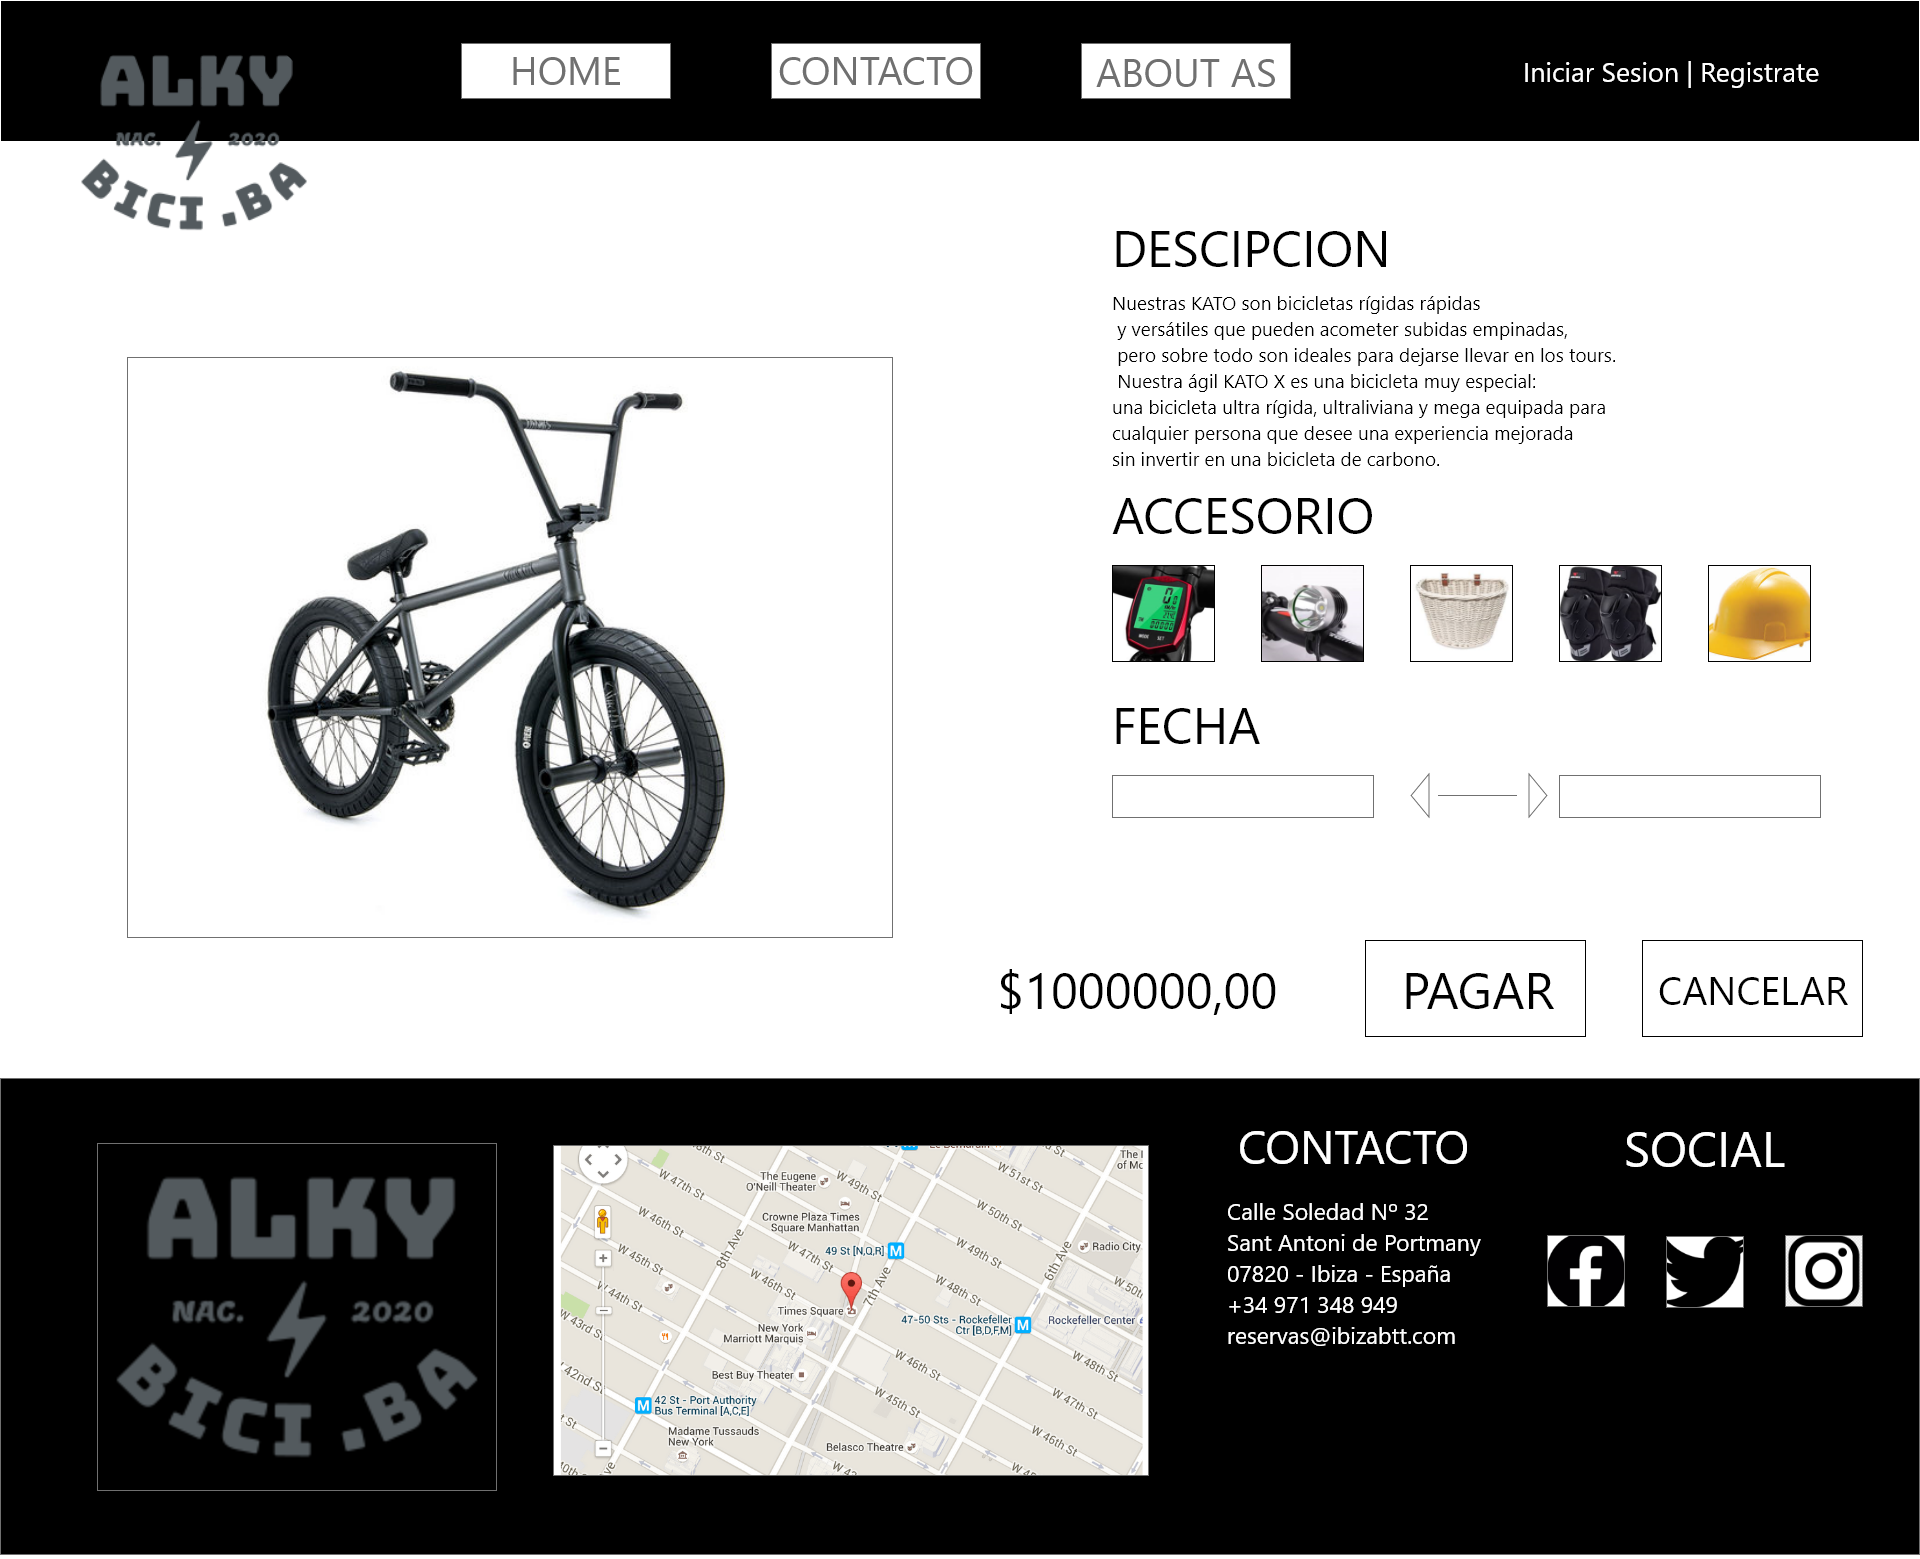 ALKY
NAC. 2020
BICI .BA
HOME
CONTACTO
ABOUT AS
Iniciar Sesion | Registrate
DESCIPCION
Nuestras KATO son bicicletas rígidas rápidas
y versátiles que pueden acometer subidas empinadas,
pero sobre todo son ideales para dejarse llevar en los tours.
Nuestra ágil KATO X es una bicicleta muy especial:
una bicicleta ultra rígida, ultraliviana y mega equipada para
cualquier persona que desee una experiencia mejorada
sin invertir en una bicicleta de carbono.
ACCESORIO
MODE SET
FECHA
$1000000,00
PAGAR
CANCELAR
ALKY
NAC. 2020
BICI .BA
W 47th St
The Eugene
O'Neill Theater
W 49th St
W 51st St
W 46th St
Crowne Plaza Times
Square Manhattan
W 50th St
8th Ave
W 47th St
49 St [N,Q,R]
W 45th St
W 49th St
6th Ave
Radio City
W 46th St
7th Ave
W 48th St
W 44th St
Times Square
47-50 Sts - Rockefeller
Ctr [B,D,F,M]
Rockefeller Center
New York
Marriott Marquis
W 43rd S
W 46th St
W 48th St
42nd S
Best Buy Theater
W 45th St
W 47th St
42 St - Port Authority
Bus Terminal [A,C,E]
Madame Tussauds
New York
Belasco Theatre
W 46th St
CONTACTO
Calle Soledad Nº 32
Sant Antoni de Portmany
07820 - Ibiza - España
+34 971 348 949
reservas@ibizabtt.com
SOCIAL